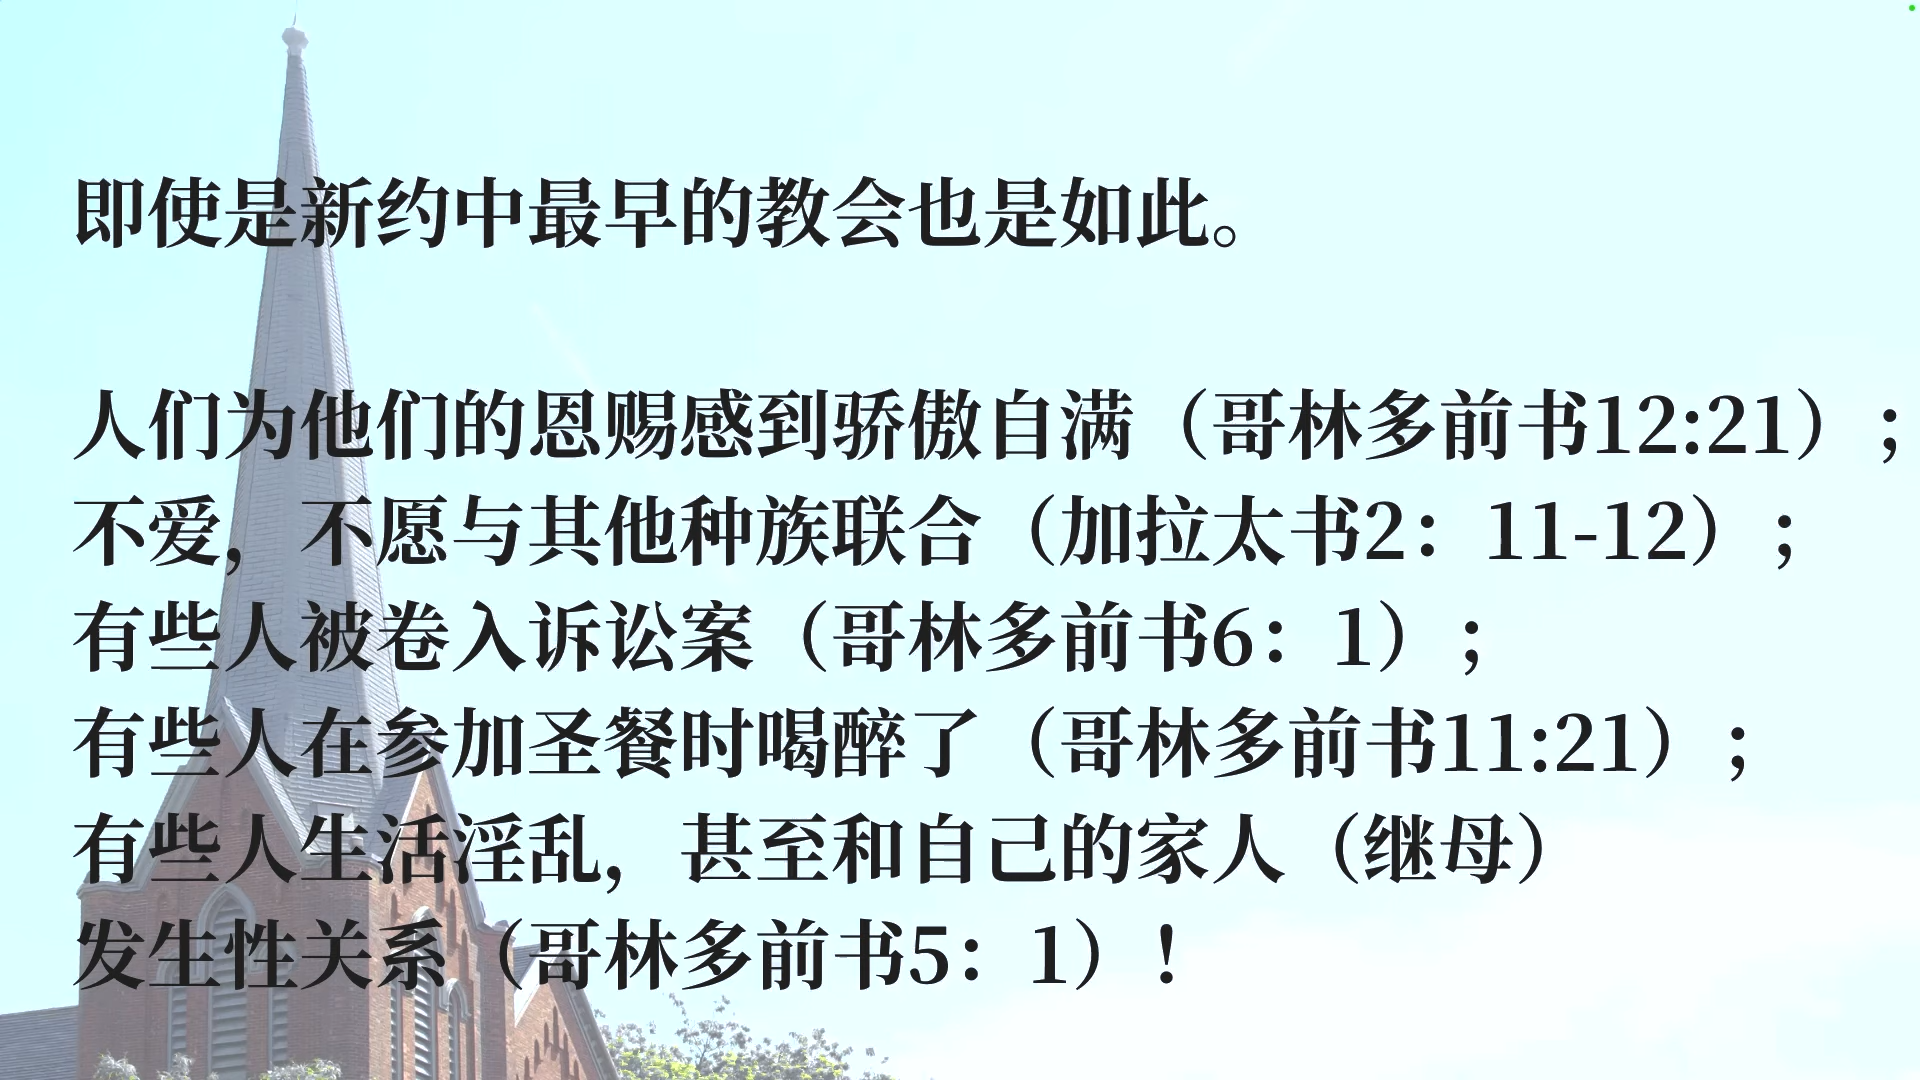 即使是新约中最早的教会也是如此。
人们为他们的恩赐感到骄傲自满（哥林多前书12:21）；
不爱，不愿与其他种族联合（加拉太书2：11-12）；
有些人被卷入诉讼案（哥林多前书6：1）；
有些人在参加圣餐时喝醉了（哥林多前书11:21）；
有些人生活淫乱，甚至和自己的家人（继母）
发生性关系（哥林多前书5：1）！